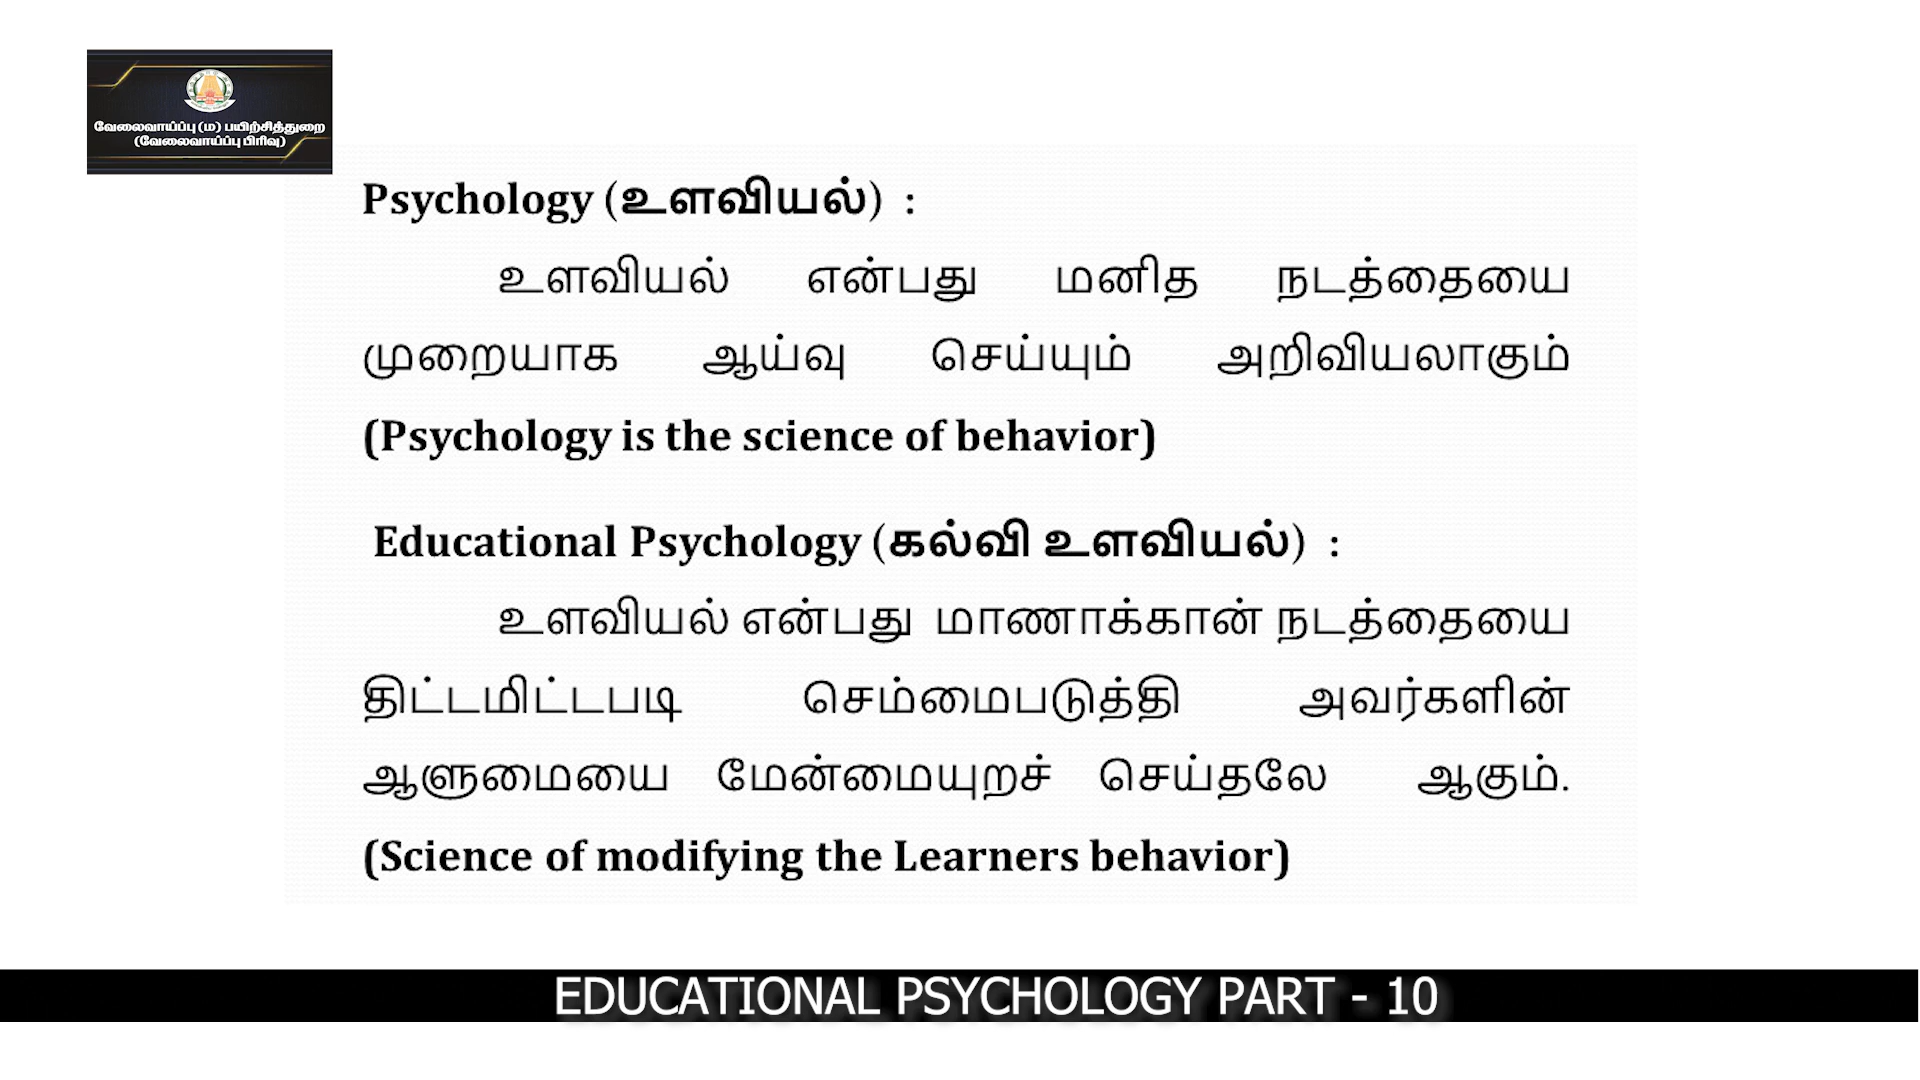 வேலைவாய்ப்பு (ம) பயிற்சித்துறை
(வேலைவாய்ப்பு பிரிவு)
Psychology (உளவியல்) :
உளவியல் என்பது மனித நடத்தையை
முறையாக ஆய்வு செய்யும் அறிவியலாகும்
(Psychology is the science of behavior)
Educational Psychology (கல்வி உளவியல்) :
உளவியல் என்பது மாணாக்கான் நடத்தையை
திட்டமிட்டபடி செம்மைபடுத்தி அவர்களின்
ஆளுமையை மேன்மையுறச் செய்தலே ஆகும்.
(Science of modifying the Learners behavior)
EDUCATIONAL PSYCHOLOGY PART - 10